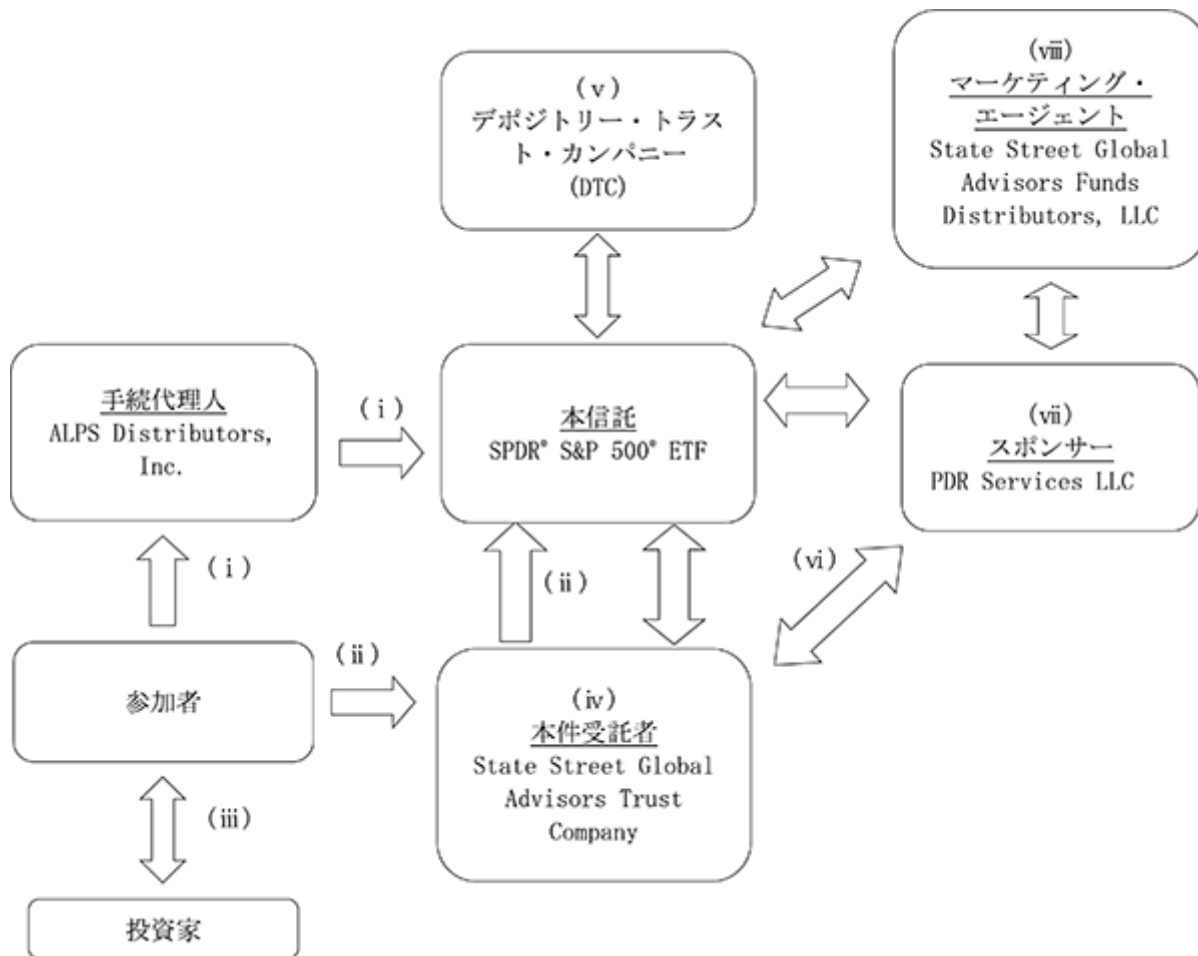 (ⅴ)
デポジトリー・トラス
ト・カンパニー
(DTC)
(ⅷ)
マーケティング・
エージェント
State Street Global
Advisors Funds
Distributors, LLC
手続代理人
ALPS Distributors,
Inc.
(ⅰ)
本信託
SPDR® S&P 500® ETF
(ⅶ)
スポンサー
PDR Services LLC
(ⅰ)
(ⅱ)
(ⅵ)
参加者
(ⅱ)
(ⅳ)
本件受託者
State Street Global
Advisors Trust
Company
(ⅲ)
投資家